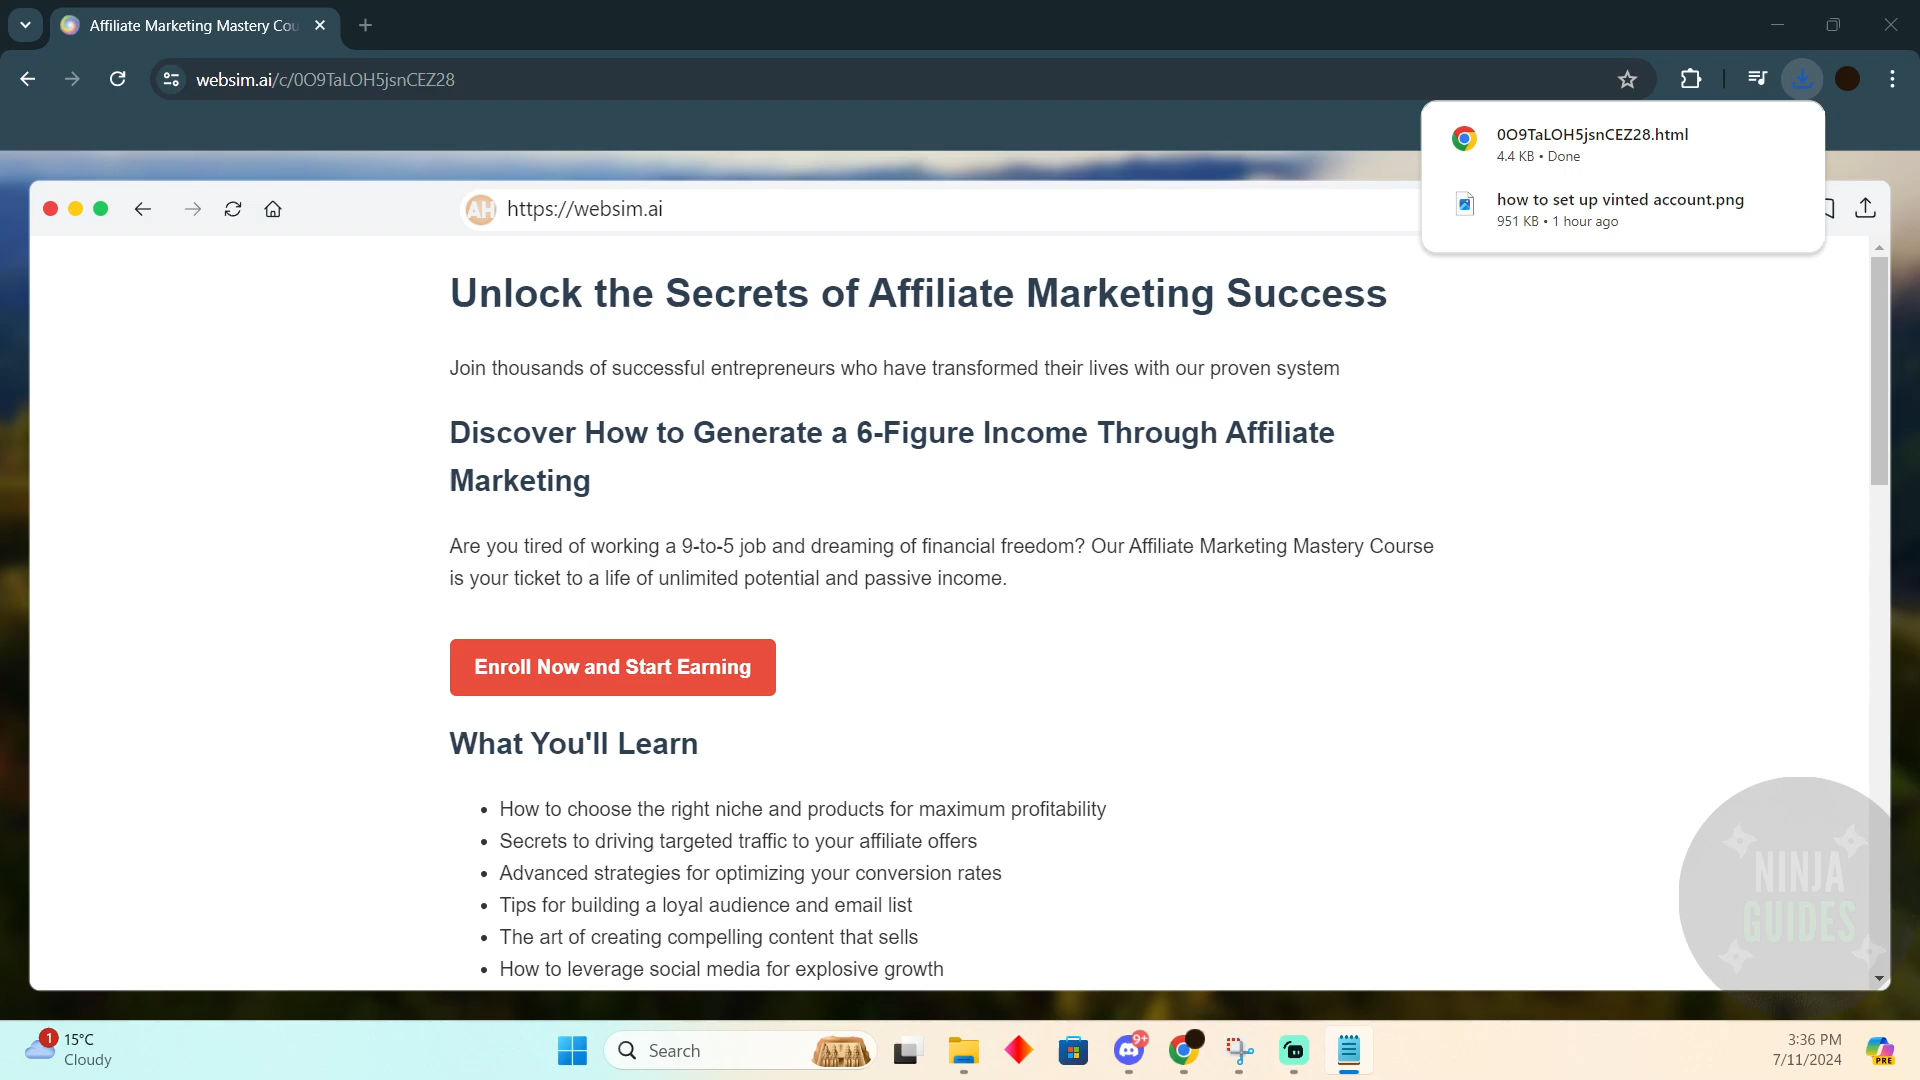 Affiliate Marketing Mastery Cou
websim.ai/c/0O9TaLOH5jsnCEZ28
0O9TaLOH5jsnCEZ28.html
4.4 KB • Done
how to set up vinted account.png
951 KB • 1 hour ago
AH https://websim.ai
Unlock the Secrets of Affiliate Marketing Success
Join thousands of successful entrepreneurs who have transformed their lives with our proven system
Discover How to Generate a 6-Figure Income Through Affiliate
Marketing
Are you tired of working a 9-to-5 job and dreaming of financial freedom? Our Affiliate Marketing Mastery Course
is your ticket to a life of unlimited potential and passive income.
Enroll Now and Start Earning
What You'll Learn
• How to choose the right niche and products for maximum profitability
• Secrets to driving targeted traffic to your affiliate offers
• Advanced strategies for optimizing your conversion rates
• Tips for building a loyal audience and email list
• The art of creating compelling content that sells
• How to leverage social media for explosive growth
NINJA
GUIDES
1
15°C
Cloudy
Search
9+
3:36 PM
7/11/2024
PRE